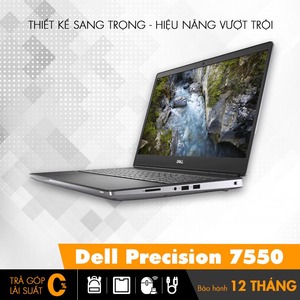 THIẾT KẾ SANG TRỌNG - HIỆU NĂNG VƯỢT TRỘI
DELL
Dell Precision 7550
TRẢ GÓP
LÃI SUẤT
Bảo hành 12 THÁNG